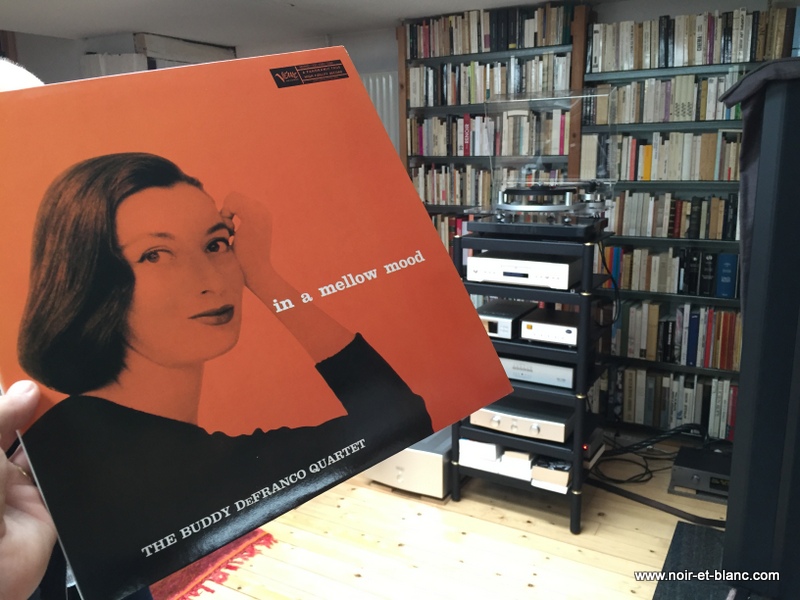 Verve
in a mellow mood
THE BUDDY DeFRANCO QUARTET
www.noir-et-blanc.com